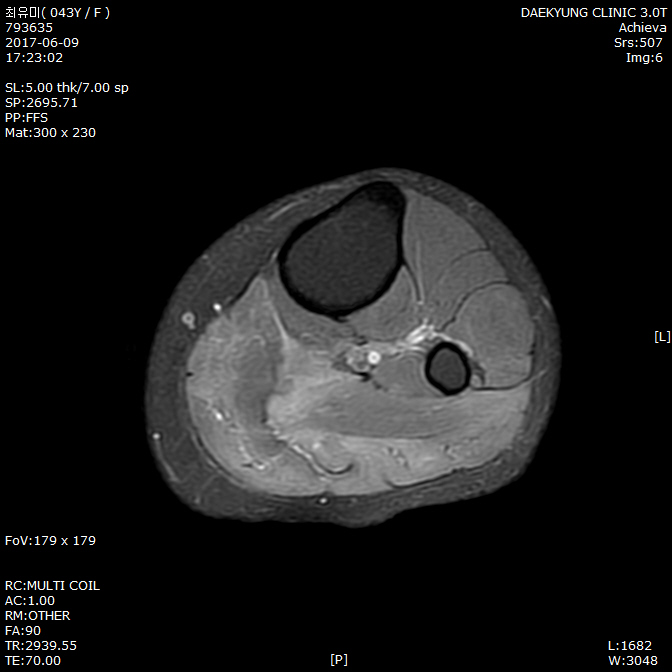 최유미( 043Y / F )
793635
2017-06-09
17:23:02
SL:5.00 thk/7.00 sp
SP:2695.71
PP:FFS
Mat:300 x 230
DAEKYUNG CLINIC 3.0T
Achieva
Srs:507
Img:6
[L]
FoV:179 x 179
RC:MULTI COIL
AC:1.00
RM:OTHER
FA:90
TR:2939.55
TE:70.00
[P]
L:1682
W:3048